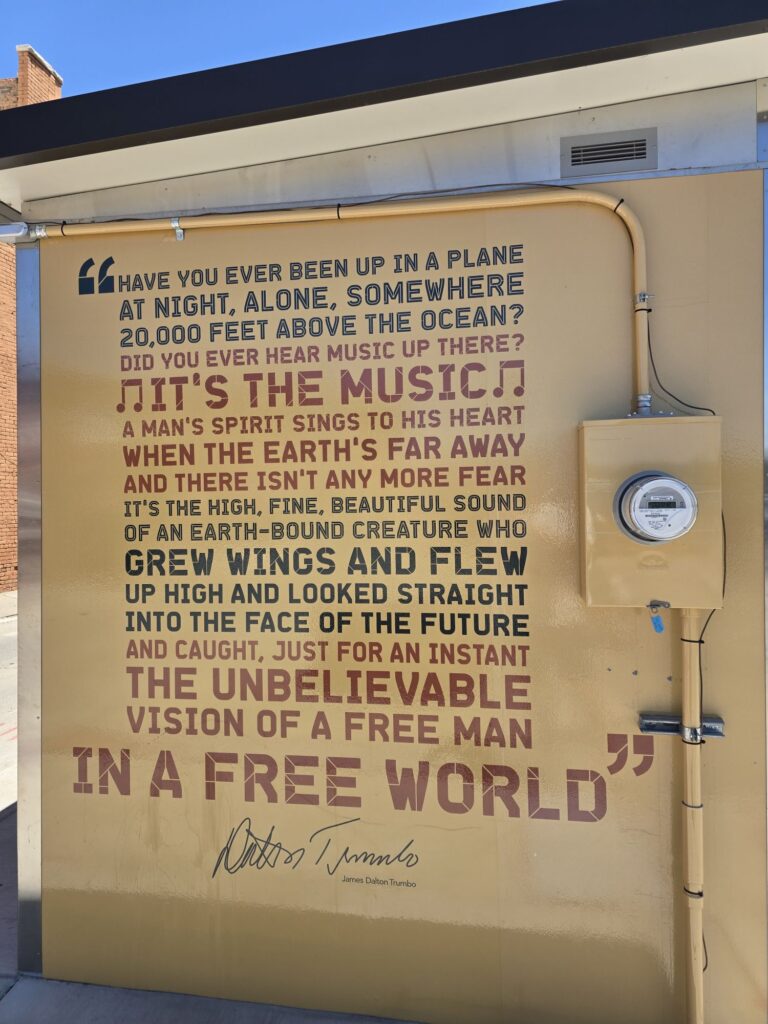 “HAVE YOU EVER BEEN UP IN A PLANE
AT NIGHT, ALONE, SOMEWHERE
20,000 FEET ABOVE THE OCEAN?
DID YOU EVER HEAR MUSIC UP THERE?
♫IT'S THE MUSIC♫
A MAN'S SPIRIT SINGS TO HIS HEART
WHEN THE EARTH'S FAR AWAY
AND THERE ISN'T ANY MORE FEAR
IT'S THE HIGH, FINE, BEAUTIFUL SOUND
OF AN EARTH-BOUND CREATURE WHO
GREW WINGS AND FLEW
UP HIGH AND LOOKED STRAIGHT
INTO THE FACE OF THE FUTURE
AND CAUGHT, JUST FOR AN INSTANT
THE UNBELIEVABLE
VISION OF A FREE MAN
IN A FREE WORLD”
Dalton Trumbo
James Dalton Trumbo